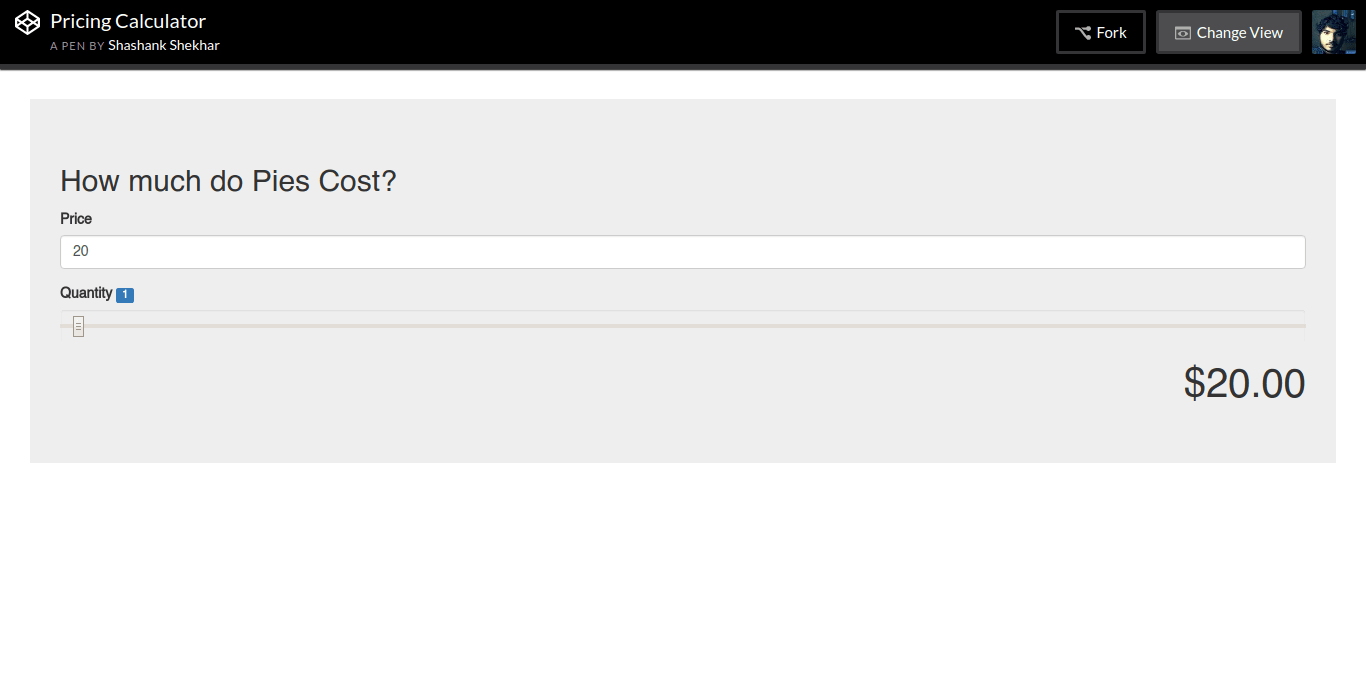 Pricing Calculator
A PEN BY Shashank Shekhar
Fork
Change View
How much do Pies Cost?
Price
20
Quantity 1
$20.00